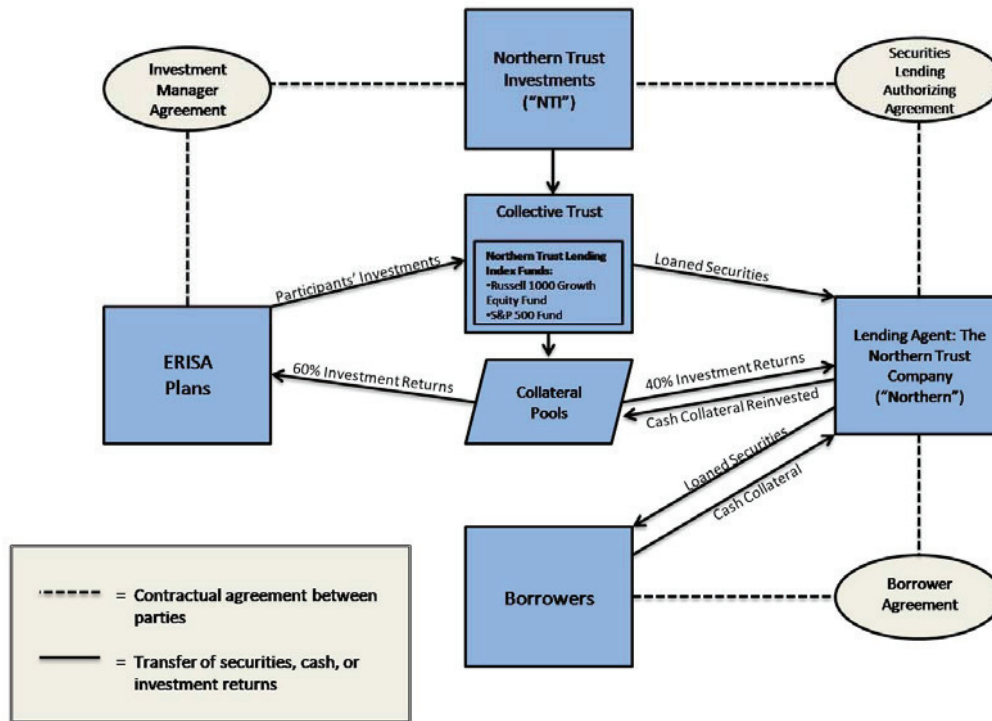 Northern Trust
Investments
("NTI")
Investment
Manager
Agreement
Securities
Lending
Authorizing
Agreement
Collective Trust
Northern Trust Lending
Index Funds:
•Russell 1000 Growth
Equity Fund
•S&P 500 Fund
Participants' Investments
Loaned Securities
ERISA
Plans
60% Investment Returns
Collateral
Pools
40% Investment Returns
Cash Collateral Reinvested
Lending Agent: The
Northern Trust
Company
("Northern")
Loaned Securities
Cash Collateral
Borrowers
Borrower
Agreement
= Contractual agreement between
parties
= Transfer of securities, cash, or
investment returns